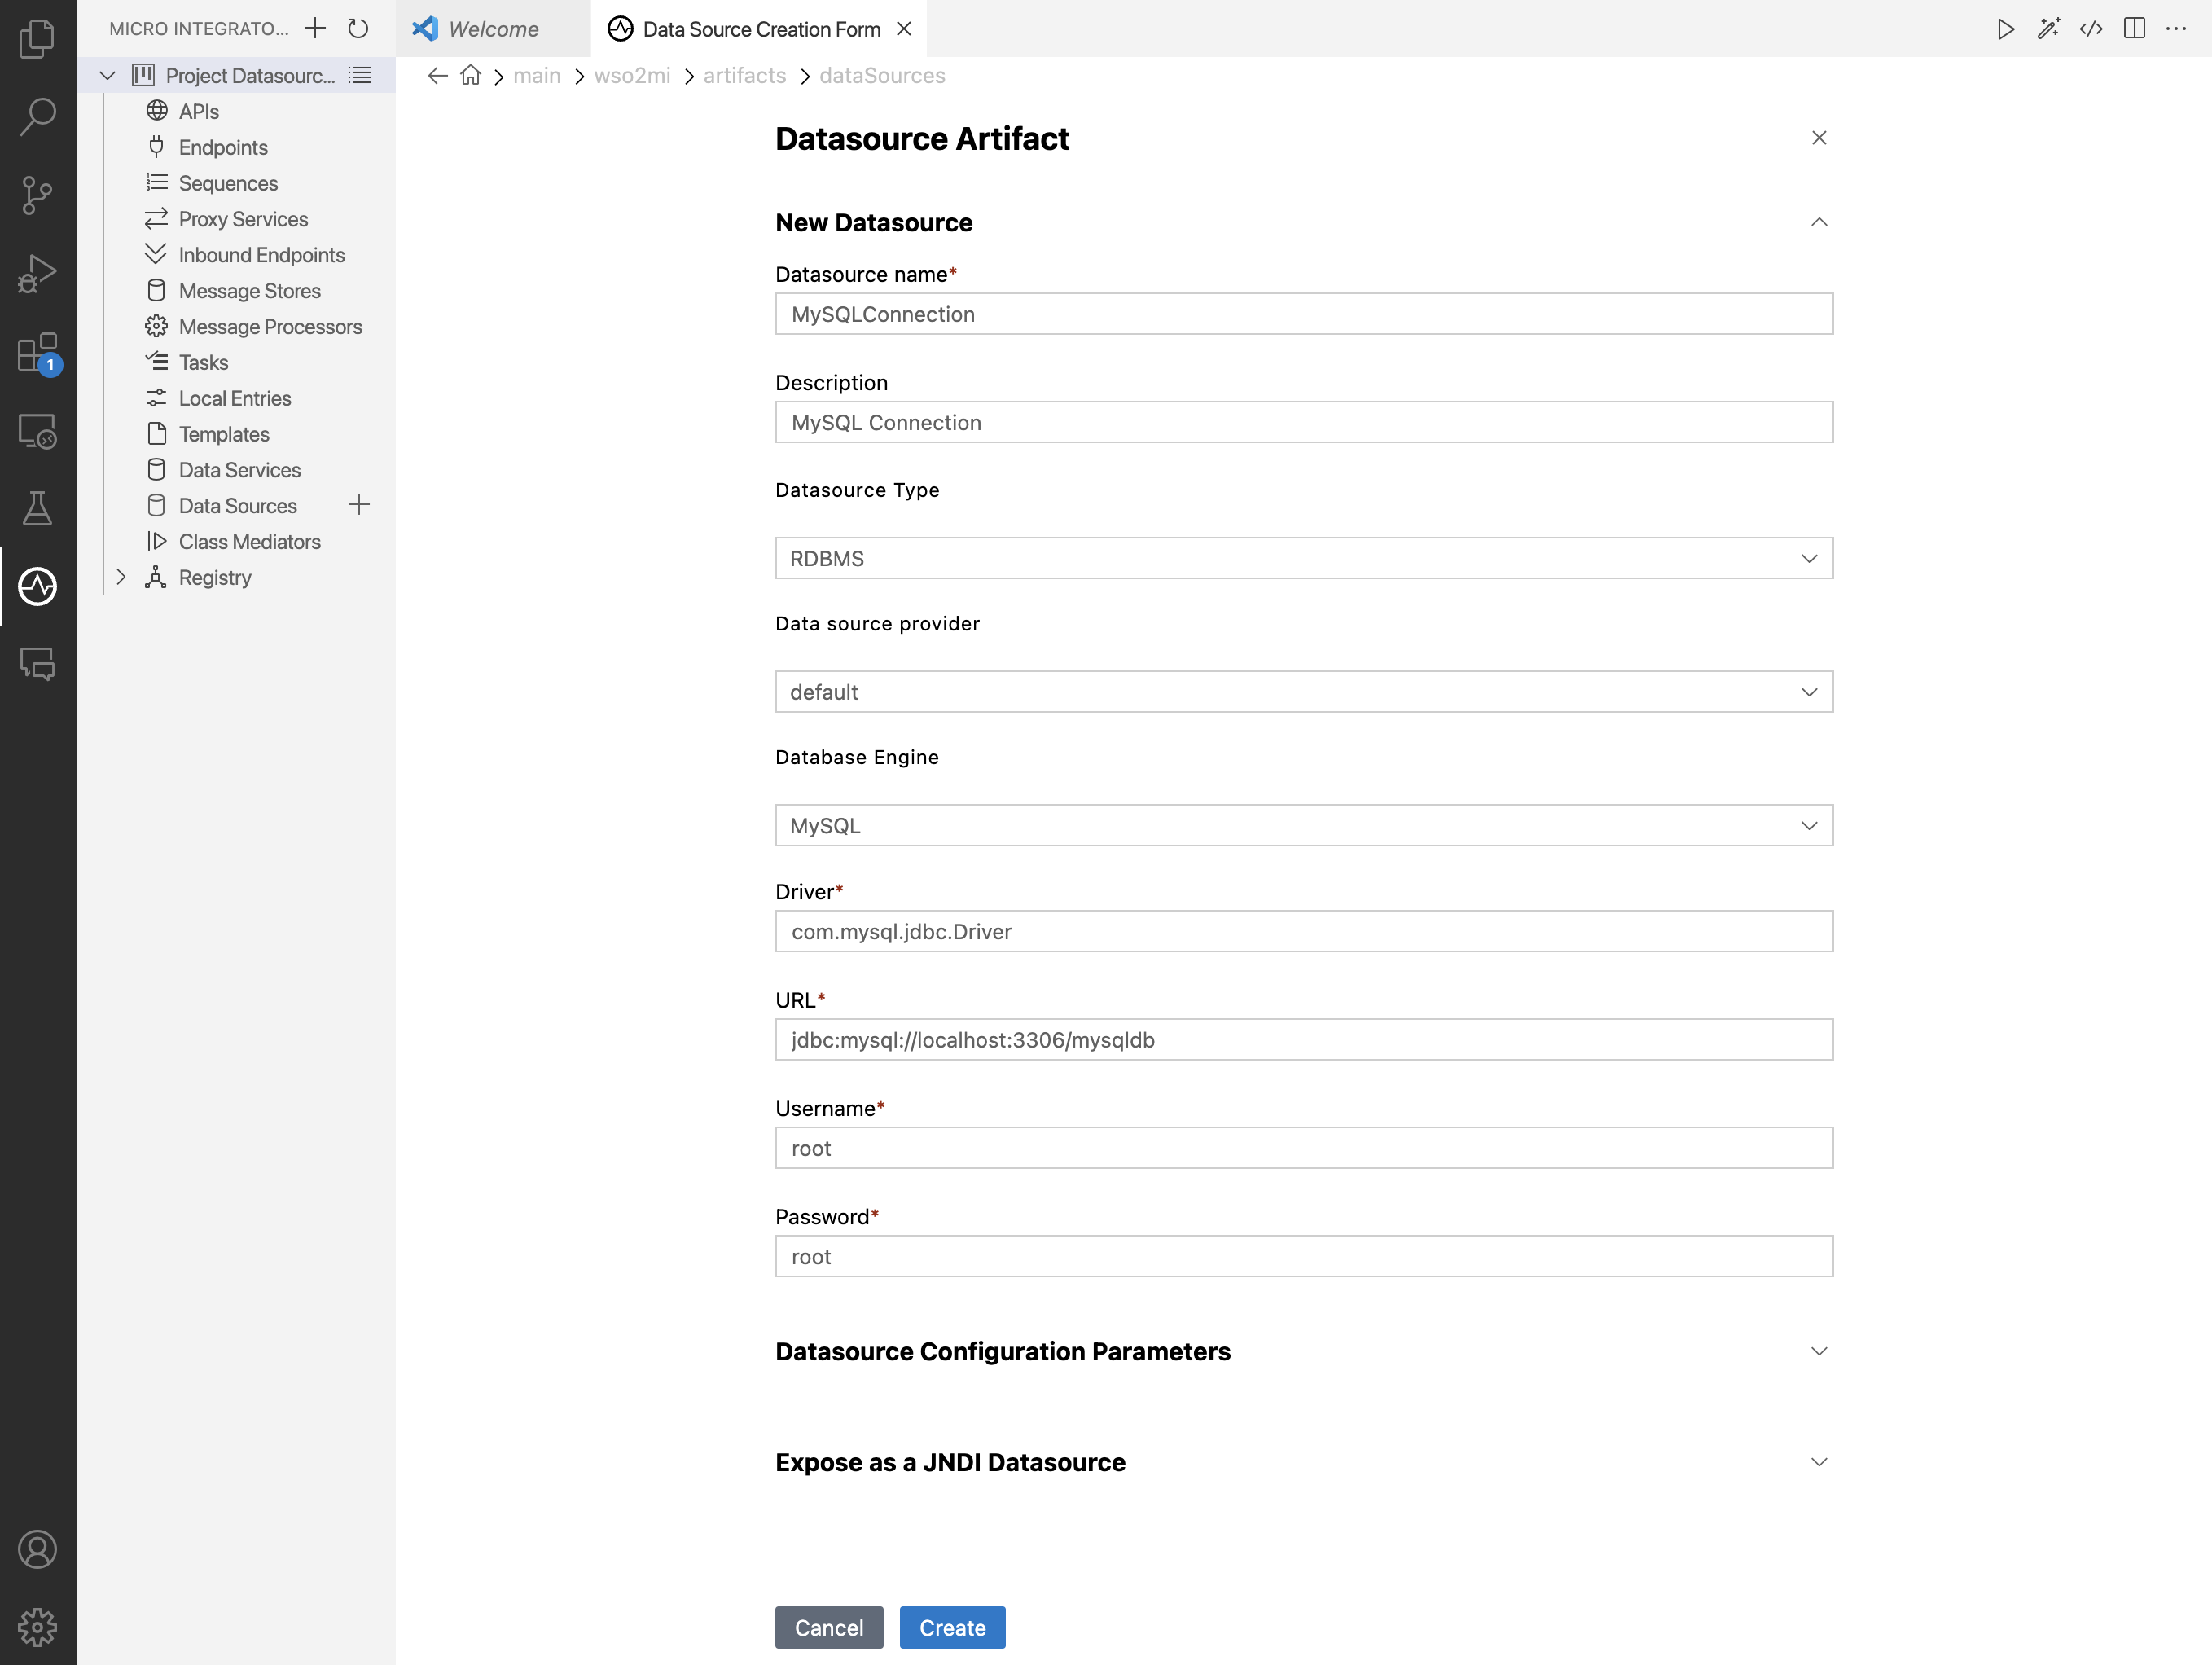 MICRO INTEGRATO...
Welcome
Data Source Creation Form
Project Datasourc...
main
wso2mi
artifacts
dataSources
APIs
Endpoints
Sequences
Proxy Services
Inbound Endpoints
Message Stores
Message Processors
Tasks
Local Entries
Templates
Data Services
Data Sources
Class Mediators
Registry
1
Datasource Artifact
New Datasource
Datasource name*
MySQLConnection
Description
MySQL Connection
Datasource Type
RDBMS
Data source provider
default
Database Engine
MySQL
Driver*
com.mysql.jdbc.Driver
URL*
jdbc:mysql://localhost:3306/mysqldb
Username*
root
Password*
root
Datasource Configuration Parameters
Expose as a JNDI Datasource
Cancel
Create